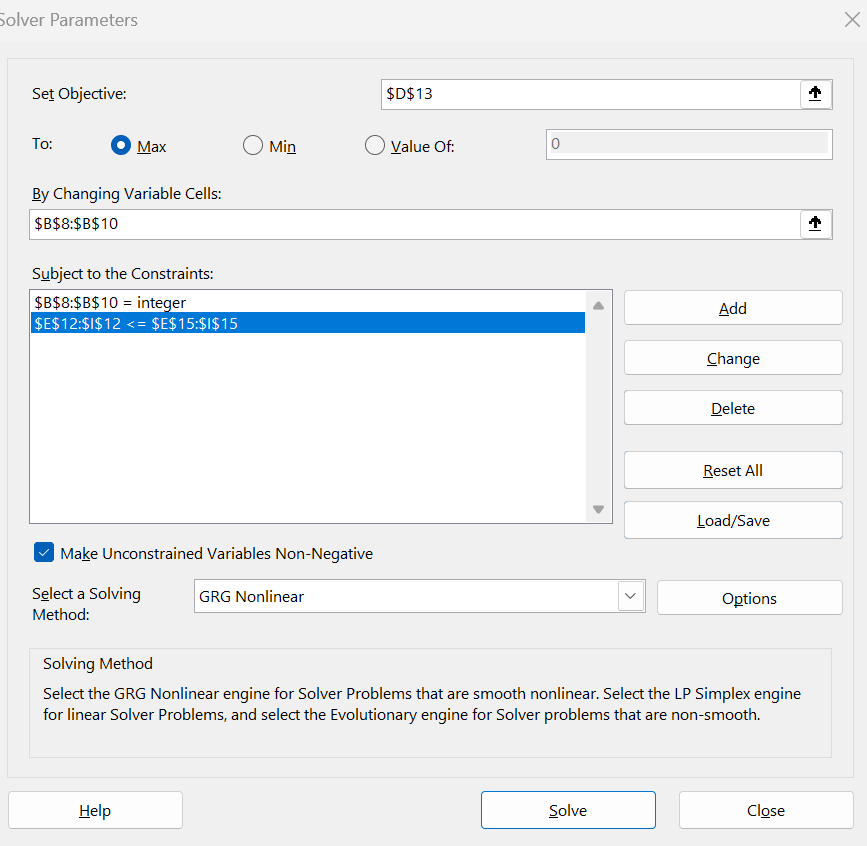 Solver Parameters
Set Objective:
$D$13
To:
Max
Min
Value Of:
0
By Changing Variable Cells:
$B$8:$B$10
Subject to the Constraints:
$B$8:$B$10 = integer
$E$12:$I$12 <= $E$15:$I$15
Add
Change
Delete
Reset All
Load/Save
Make Unconstrained Variables Non-Negative
Select a Solving
Method:
GRG Nonlinear
Options
Solving Method
Select the GRG Nonlinear engine for Solver Problems that are smooth nonlinear. Select the LP Simplex engine
for linear Solver Problems, and select the Evolutionary engine for Solver problems that are non-smooth.
Help
Solve
Close